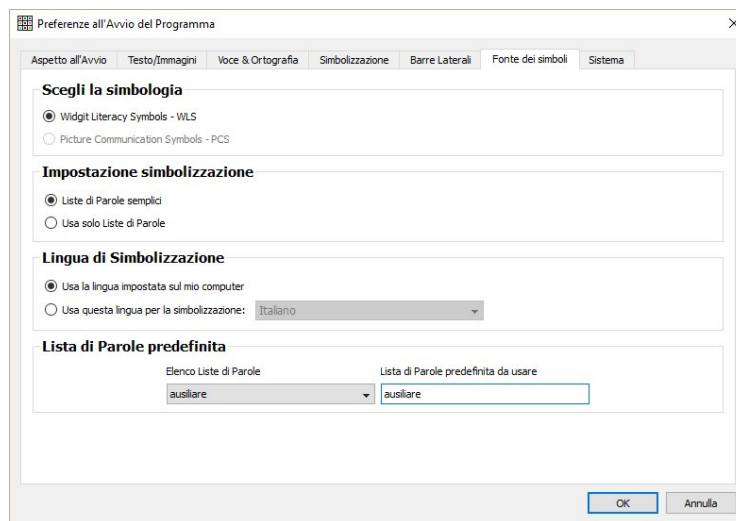 Preferenze all'Avvio del Programma
Aspetto all'Avvio Testo/Immagini Voce & Ortografia Simbolizzazione Barre Laterali Fonte dei simboli Sistema
Scegli la simbologia
Widgit Literacy Symbols - WLS
Picture Communication Symbols - PCS
Impostazione simbolizzazione
Liste di Parole semplici
Usa solo Liste di Parole
Lingua di Simbolizzazione
Usa la lingua impostata sul mio computer
Usa questa lingua per la simbolizzazione: Italiano
Lista di Parole predefinita
Elenco Liste di Parole Lista di Parole predefinita da usare
ausiliare ausiliare
OK Annulla